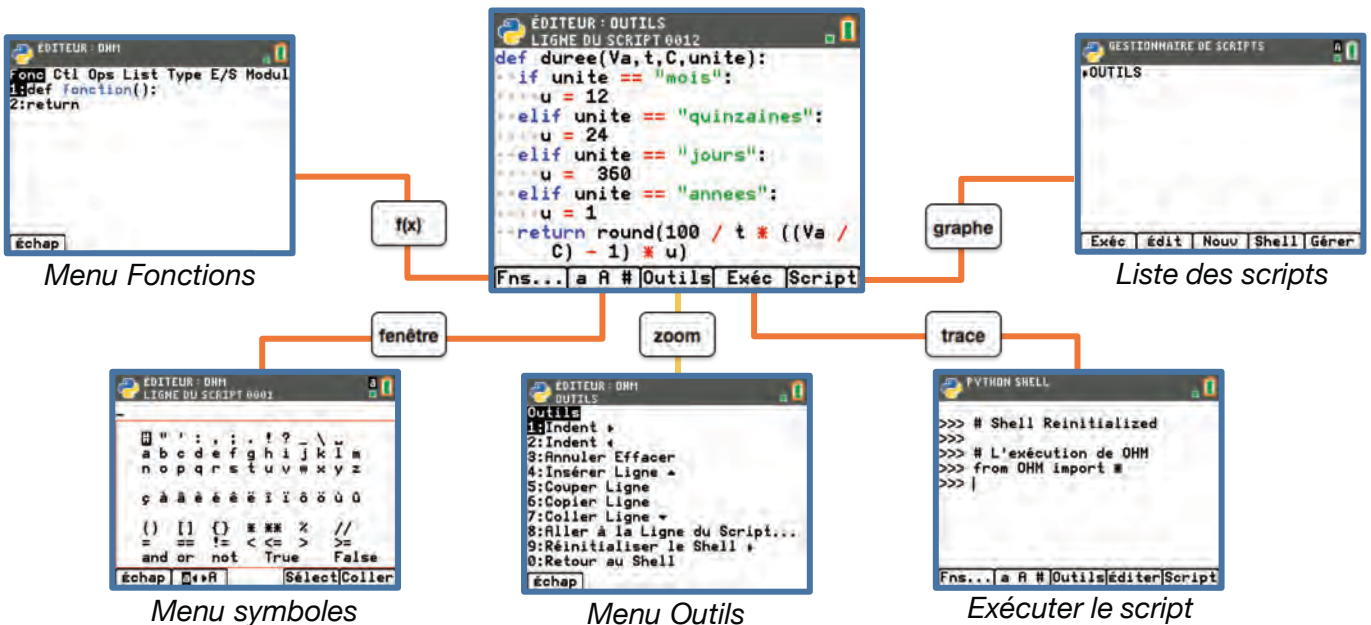 ÉDITEUR : OUTILS
LIGNE DU SCRIPT 0012
def duree(Va,t,C,unite):
if unite == "mois":
u = 12
elif unite == "quinzaines":
u = 24
elif unite == "jours":
u = 360
elif unite == "annees":
u = 1
return round(100 / t * ((Va /
C) - 1) * u)
Fns... a A # Outils Exéc Script
ÉDITEUR : OHM
Fonc Ctl Ops List Type E/S Modul
1:def fonction():
2:return
Échap
Menu Fonctions
f(x)
GESTIONNAIRE DE SCRIPTS
OUTILS
Exéc Édit Nouv Shell Gérer
Liste des scripts
graphe
fenêtre
zoom
trace
ÉDITEUR : OHM
LIGNE DU SCRIPT 0001
# " ' : , ; . ! ? _ \ ␣
a b c d e f g h i j k l m
n o p q r s t u v w x y z
ç à â è é ê ë î ï ô ö ù û
() [] {} * ** % //
= == != < <= > >=
and or not True False
Échap a◂▸A Sélect Coller
Menu symboles
ÉDITEUR : OHM
OUTILS
Outils
1:Indent ▸
2:Indent ◂
3:Annuler Effacer
4:Insérer Ligne ▴
5:Couper Ligne
6:Copier Ligne
7:Coller Ligne ▾
8:Aller à la Ligne du Script...
9:Réinitialiser le Shell ▸
0:Retour au Shell
Échap
Menu Outils
PYTHON SHELL
>>> # Shell Reinitialized
>>>
>>> # L'exécution de OHM
>>> from OHM import *
>>> |
Fns... a A # Outils Éditer Script
Exécuter le script